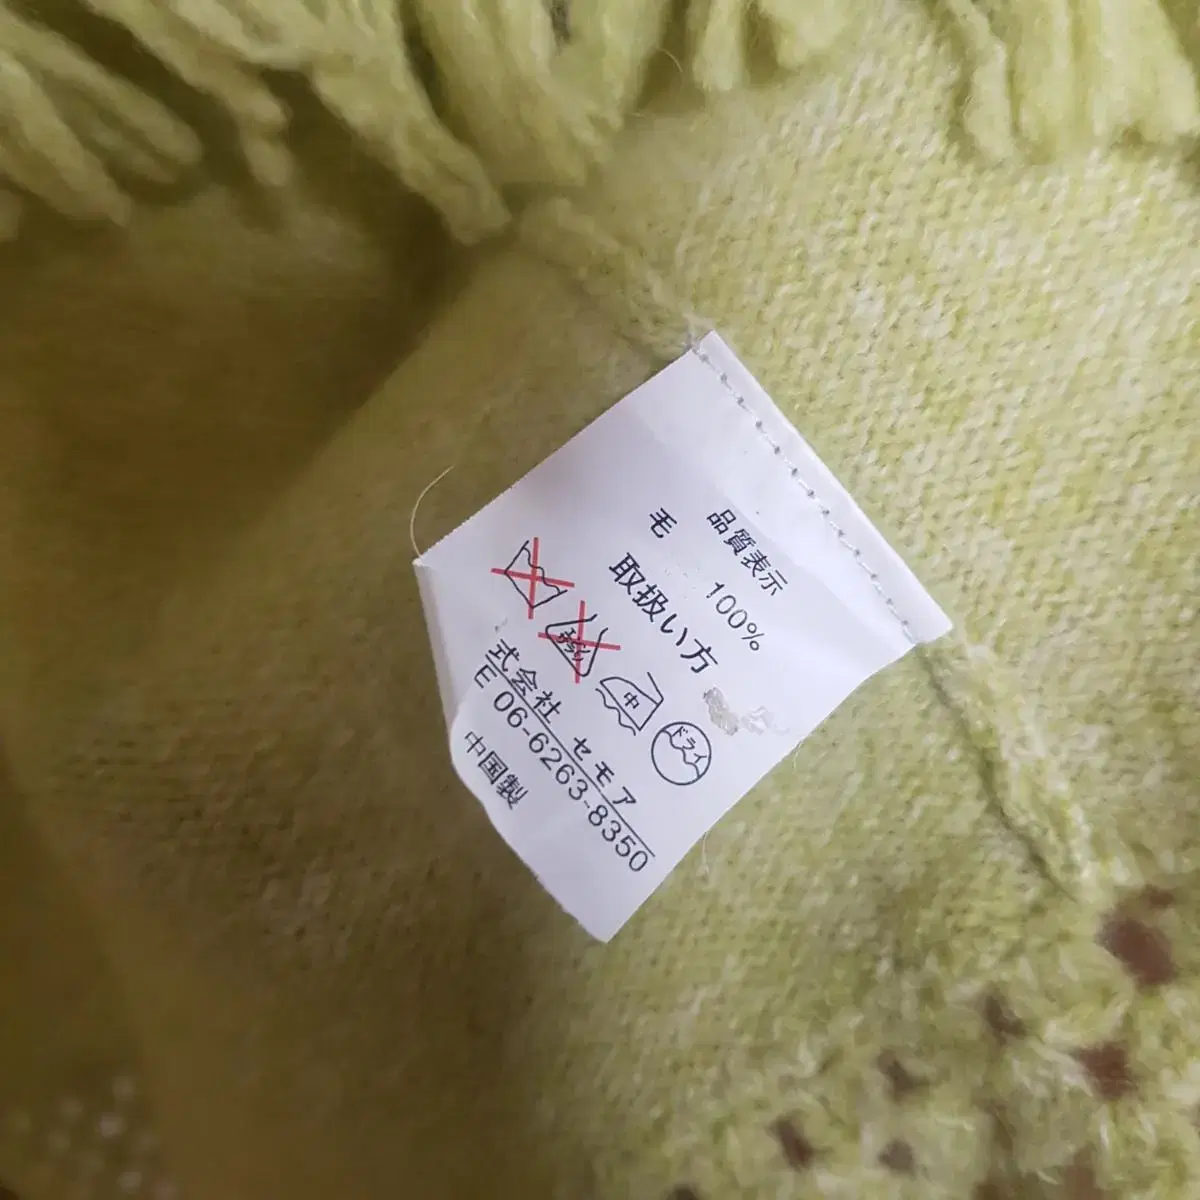 品質表示
毛 100%
取扱い方
中 ドライ
式会社 セモア
E 06-6263-8350
中国製